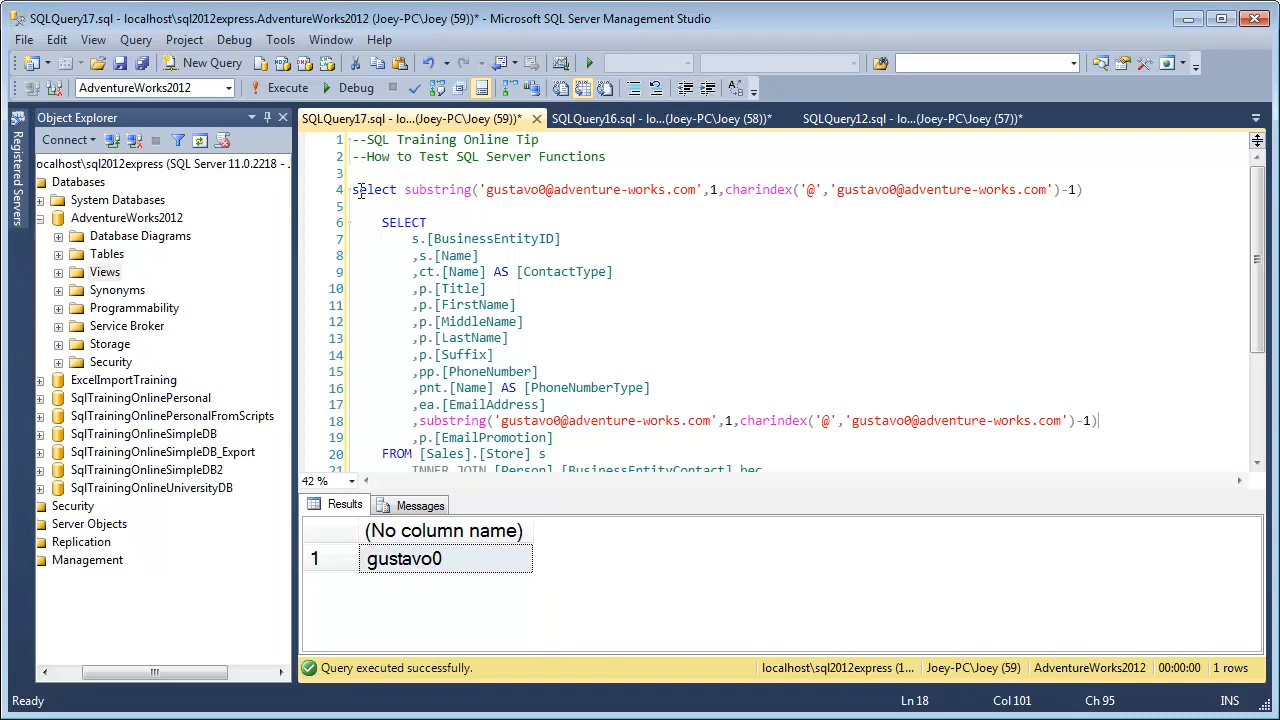 SQLQuery17.sql - localhost\sql2012express.AdventureWorks2012 (Joey-PC\Joey (59))* - Microsoft SQL Server Management Studio
File Edit View Query Project Debug Tools Window Help
New Query
AdventureWorks2012 Execute Debug
Object Explorer
SQLQuery17.sql - lo...(Joey-PC\Joey (59))* SQLQuery16.sql - lo...(Joey-PC\Joey (58))* SQLQuery12.sql - lo...(Joey-PC\Joey (57))*
Registered Servers
Connect
ocalhost\sql2012express (SQL Server 11.0.2218 -
Databases
System Databases
AdventureWorks2012
Database Diagrams
Tables
Views
Synonyms
Programmability
Service Broker
Storage
Security
ExcelImportTraining
SqlTrainingOnlinePersonal
SqlTrainingOnlinePersonalFromScripts
SqlTrainingOnlineSimpleDB
SqlTrainingOnlineSimpleDB_Export
SqlTrainingOnlineSimpleDB2
SqlTrainingOnlineUniversityDB
Security
Server Objects
Replication
Management
1 --SQL Training Online Tip
2 --How to Test SQL Server Functions
3
4 select substring('gustavo0@adventure-works.com',1,charindex('@','gustavo0@adventure-works.com')-1)
5
6 SELECT
7 s.[BusinessEntityID]
8 ,s.[Name]
9 ,ct.[Name] AS [ContactType]
10 ,p.[Title]
11 ,p.[FirstName]
12 ,p.[MiddleName]
13 ,p.[LastName]
14 ,p.[Suffix]
15 ,pp.[PhoneNumber]
16 ,pnt.[Name] AS [PhoneNumberType]
17 ,ea.[EmailAddress]
18 ,substring('gustavo0@adventure-works.com',1,charindex('@','gustavo0@adventure-works.com')-1)
19 ,p.[EmailPromotion]
20 FROM [Sales].[Store] s
21 INNER JOIN [Person].[BusinessEntityContact] bec
42 %
Results Messages
(No column name)
1 gustavo0
Query executed successfully. localhost\sql2012express (1... Joey-PC\Joey (59) AdventureWorks2012 00:00:00 1 rows
Ready Ln 18 Col 101 Ch 95 INS